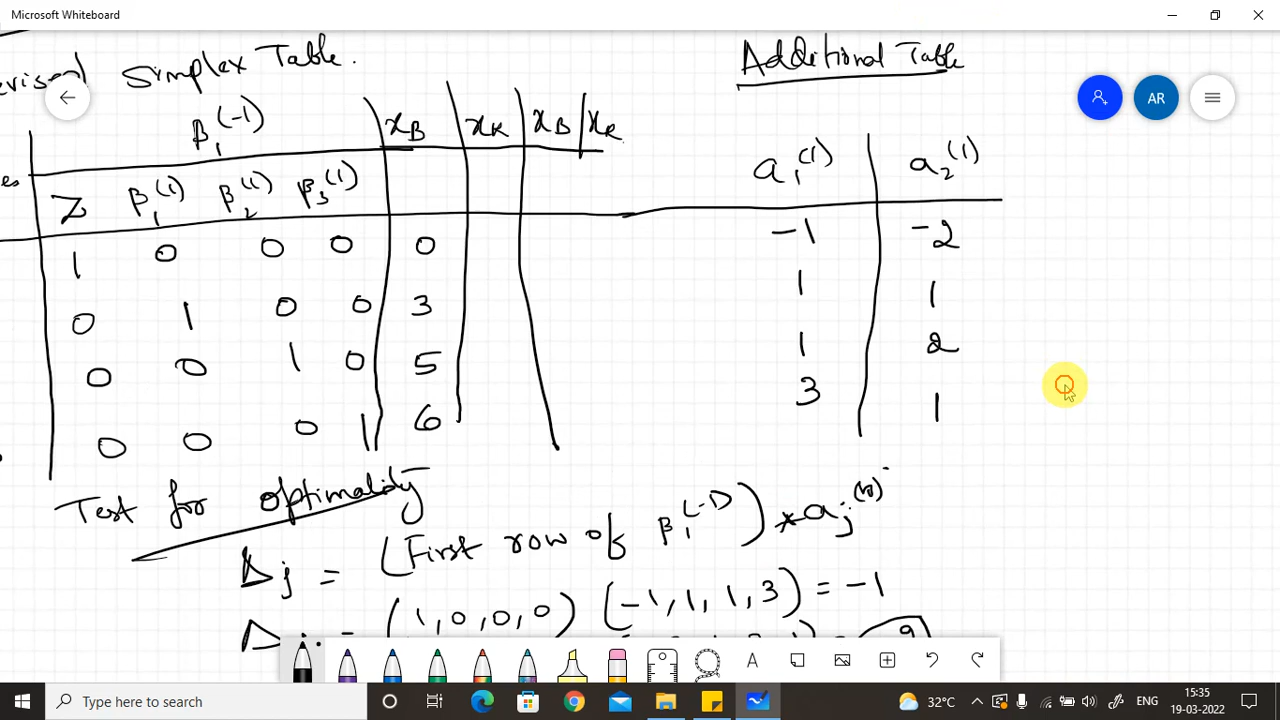 Microsoft Whiteboard
evised Simplex Table.
Additional Table
β₁⁽⁻¹⁾ xB xk xB/xk
es Z β₁⁽¹⁾ β₂⁽¹⁾ β₃⁽¹⁾
a₁⁽¹⁾ a₂⁽¹⁾
1 0 0 0 0
0 1 0 0 3
0 0 1 0 5
0 0 0 1 6
-1 -2
1 1
1 2
3 1
AR
Test for optimality
Δj = (First row of β₁⁽⁻¹⁾) * aj
(1, 0, 0, 0) (-1, 1, 1, 3) = -1
A
Type here to search
32°C
ENG
15:35
19-03-2022